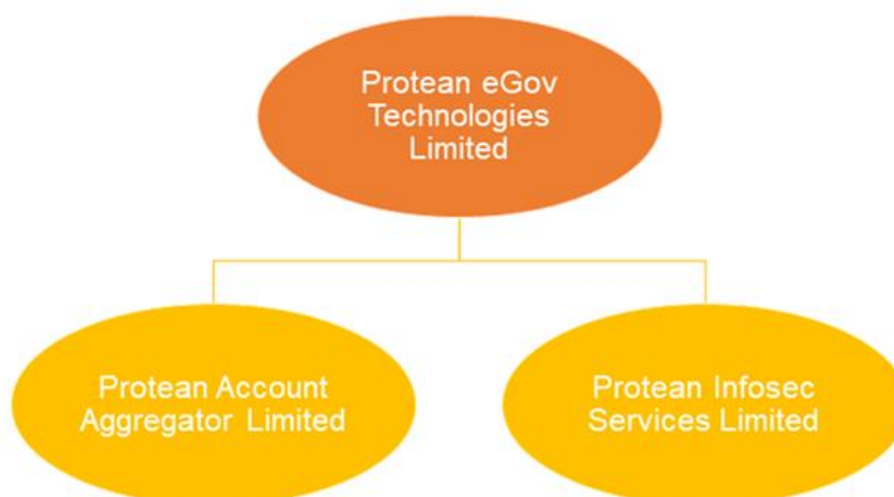 Protean eGov
Technologies
Limited
Protean Account
Aggregator Limited
Protean Infosec
Services Limited